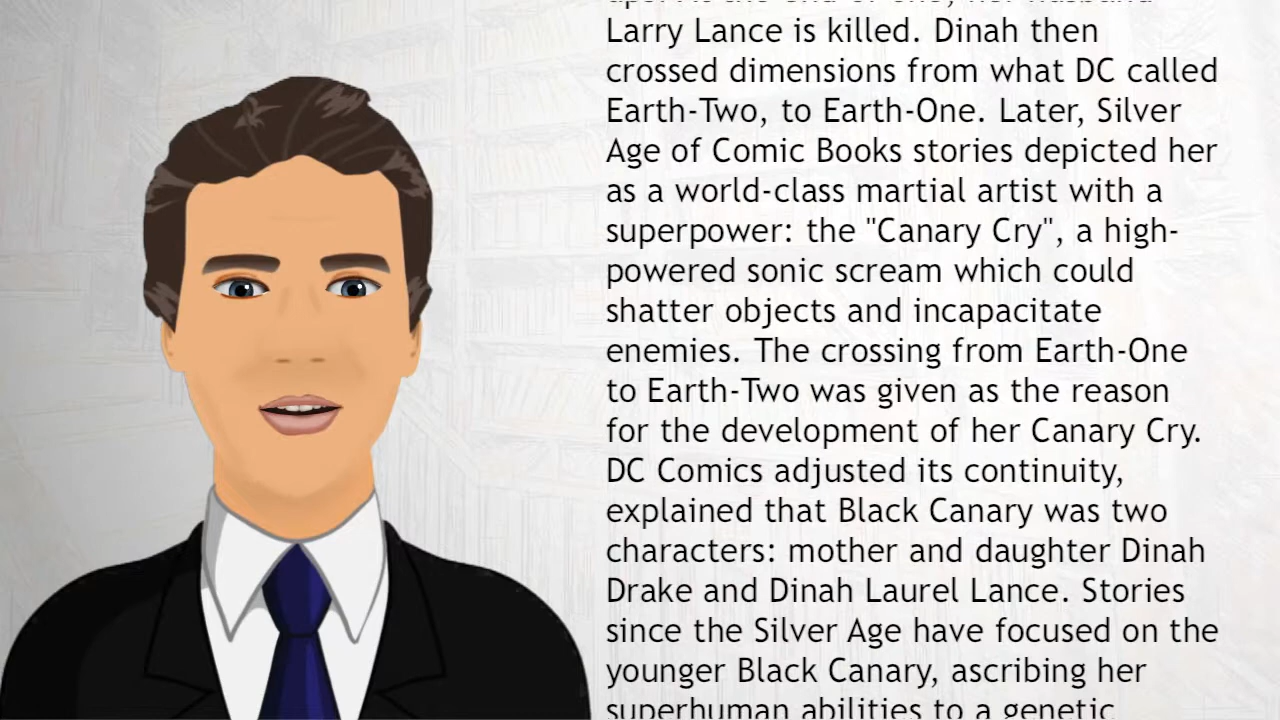 Larry Lance is killed. Dinah then
crossed dimensions from what DC called
Earth-Two, to Earth-One. Later, Silver
Age of Comic Books stories depicted her
as a world-class martial artist with a
superpower: the "Canary Cry", a high-
powered sonic scream which could
shatter objects and incapacitate
enemies. The crossing from Earth-One
to Earth-Two was given as the reason
for the development of her Canary Cry.
DC Comics adjusted its continuity,
explained that Black Canary was two
characters: mother and daughter Dinah
Drake and Dinah Laurel Lance. Stories
since the Silver Age have focused on the
younger Black Canary, ascribing her
superhuman abilities to a genetic